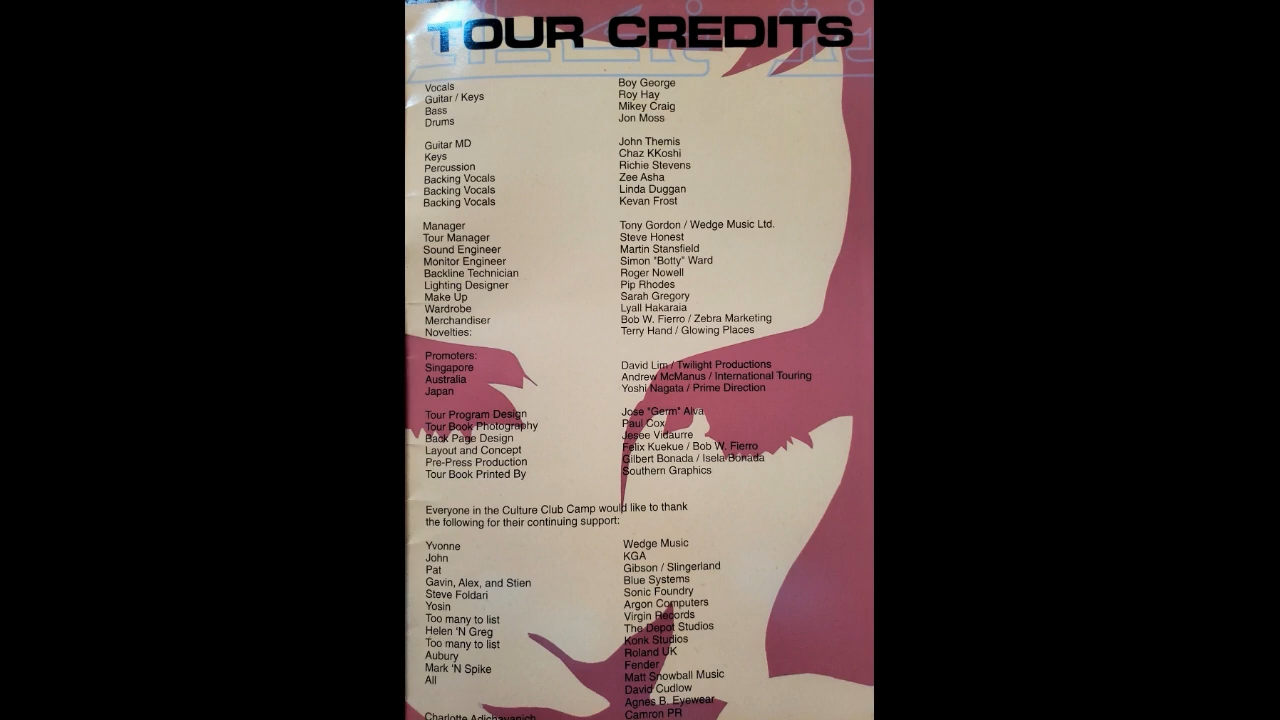 TOUR CREDITS
Vocals Boy George
Guitar / Keys Roy Hay
Bass Mikey Craig
Drums Jon Moss
Guitar MD John Themis
Keys Chaz KKoshi
Percussion Richie Stevens
Backing Vocals Zee Asha
Backing Vocals Linda Duggan
Backing Vocals Kevan Frost
Manager Tony Gordon / Wedge Music Ltd.
Tour Manager Steve Honest
Sound Engineer Martin Stansfield
Monitor Engineer Simon "Botty" Ward
Backline Technician Roger Nowell
Lighting Designer Pip Rhodes
Make Up Sarah Gregory
Wardrobe Lyall Hakaraia
Merchandiser Bob W. Fierro / Zebra Marketing
Novelties: Terry Hand / Glowing Places
Promoters:
Singapore David Lim / Twilight Productions
Australia Andrew McManus / International Touring
Japan Yoshi Nagata / Prime Direction
Tour Program Design Jose "Germ" Alva
Tour Book Photography Paul Cox
Back Page Design Jesee Vidaurre
Layout and Concept Felix Kuekue / Bob W. Fierro
Pre-Press Production Gilbert Bonada / Isela Bonada
Tour Book Printed By Southern Graphics
Everyone in the Culture Club Camp would like to thank
the following for their continuing support:
Yvonne Wedge Music
John KGA
Pat Gibson / Slingerland
Gavin, Alex, and Stien Blue Systems
Steve Foldari Sonic Foundry
Yosin Argon Computers
Too many to list Virgin Records
Helen 'N Greg The Depot Studios
Too many to list Konk Studios
Aubury Roland UK
Mark 'N Spike Fender
All Matt Snowball Music
David Cudlow
Agnes B. Eyewear
Charlotte Adichavanich Camron PR